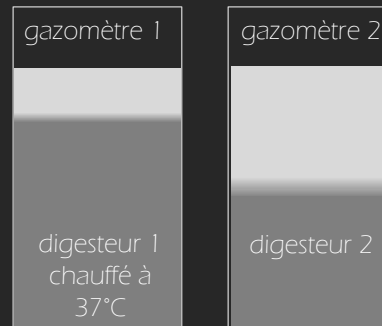 gazomètre 1
gazomètre 2
digesteur 1
chauffé à
37°C
digesteur 2